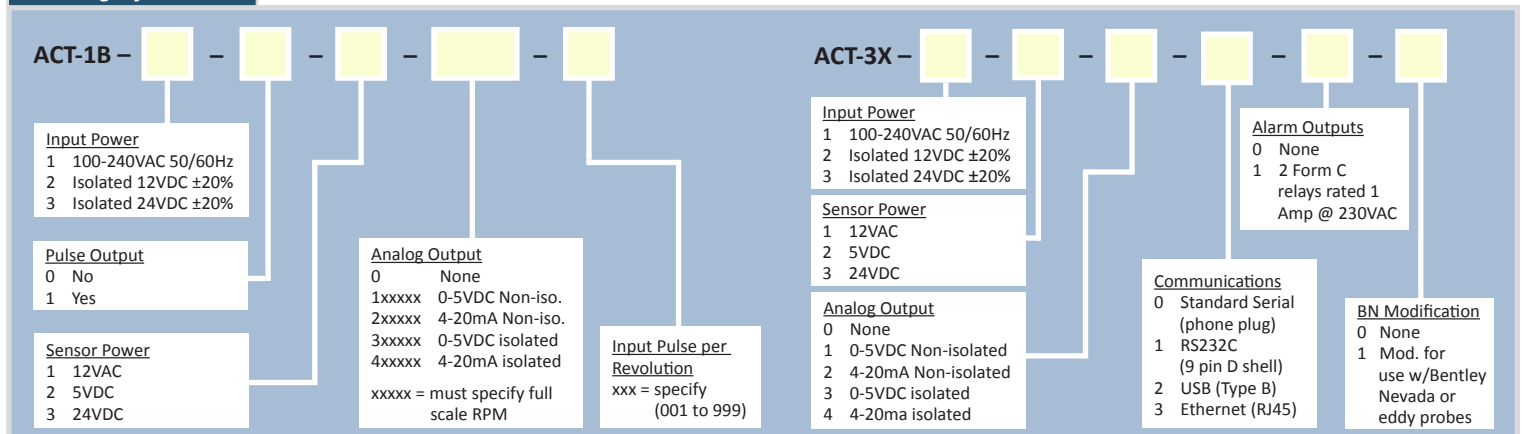 ACT-1B – – – – –
Input Power
1 100-240VAC 50/60Hz
2 Isolated 12VDC ±20%
3 Isolated 24VDC ±20%
Pulse Output
0 No
1 Yes
Sensor Power
1 12VAC
2 5VDC
3 24VDC
Analog Output
0 None
1xxxxx 0-5VDC Non-iso.
2xxxxx 4-20mA Non-iso.
3xxxxx 0-5VDC isolated
4xxxxx 4-20mA isolated
xxxxx = must specify full
scale RPM
Input Pulse per
Revolution
xxx = specify
(001 to 999)
ACT-3X – – – – – –
Input Power
1 100-240VAC 50/60Hz
2 Isolated 12VDC ±20%
3 Isolated 24VDC ±20%
Sensor Power
1 12VAC
2 5VDC
3 24VDC
Analog Output
0 None
1 0-5VDC Non-isolated
2 4-20mA Non-isolated
3 0-5VDC isolated
4 4-20ma isolated
Communications
0 Standard Serial
(phone plug)
1 RS232C
(9 pin D shell)
2 USB (Type B)
3 Ethernet (RJ45)
Alarm Outputs
0 None
1 2 Form C
relays rated 1
Amp @ 230VAC
BN Modification
0 None
1 Mod. for
use w/Bentley
Nevada or
eddy probes